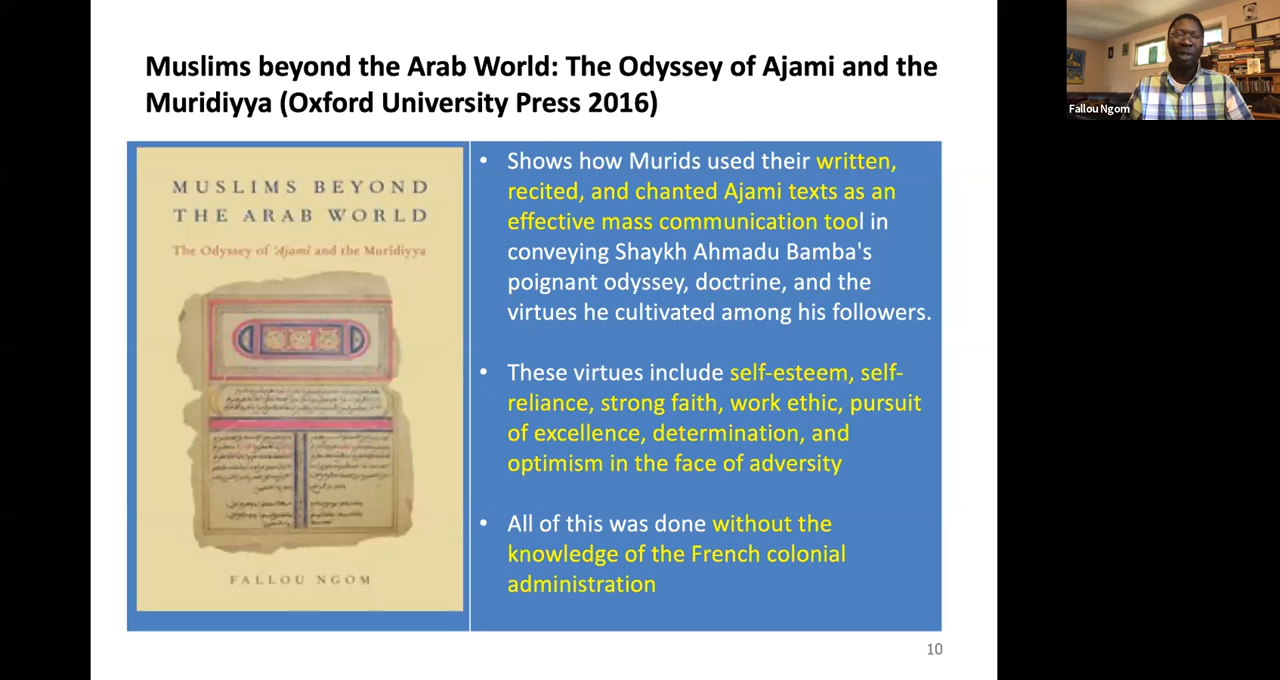 Muslims beyond the Arab World: The Odyssey of Ajami and the
Muridiyya (Oxford University Press 2016)
MUSLIMS BEYOND
THE ARAB WORLD
The Odyssey of ʿAjamī and the Murīdiyya
FALLOU NGOM
• Shows how Murids used their written,
recited, and chanted Ajami texts as an
effective mass communication tool in
conveying Shaykh Ahmadu Bamba's
poignant odyssey, doctrine, and the
virtues he cultivated among his followers.
• These virtues include self-esteem, self-
reliance, strong faith, work ethic, pursuit
of excellence, determination, and
optimism in the face of adversity
• All of this was done without the
knowledge of the French colonial
administration
10
Fallou Ngom